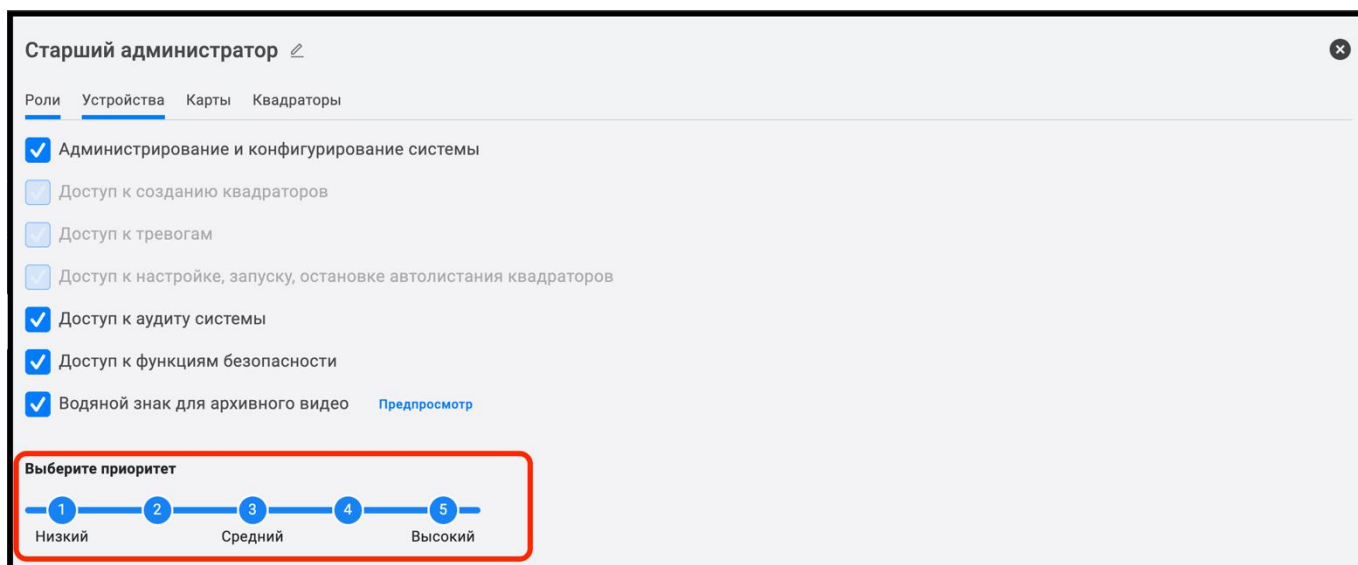 Старший администратор
Роли Устройства Карты Квадраторы
Администрирование и конфигурирование системы
Доступ к созданию квадраторов
Доступ к тревогам
Доступ к настройке, запуску, остановке автолистания квадраторов
Доступ к аудиту системы
Доступ к функциям безопасности
Водяной знак для архивного видео Предпросмотр
Выберите приоритет
1 2 3 4 5
Низкий Средний Высокий